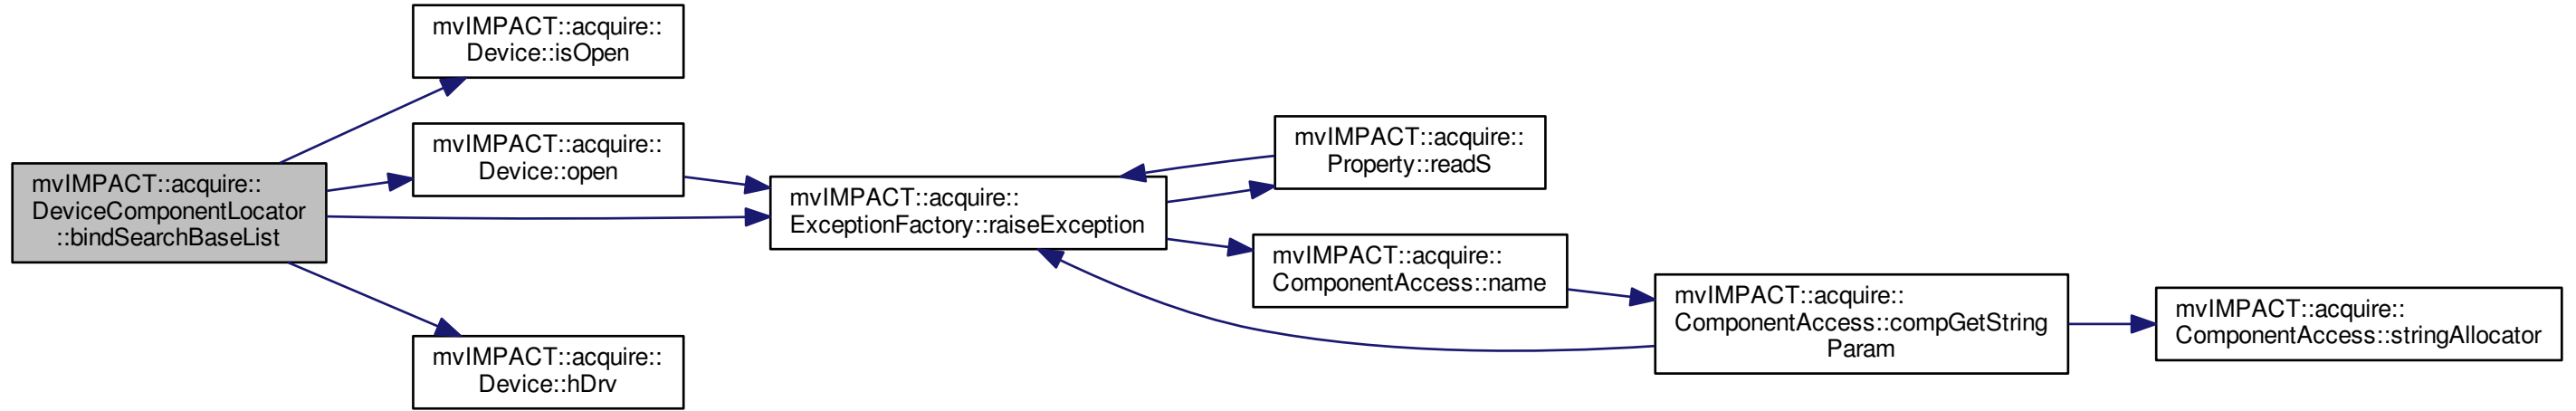 mvIMPACT::acquire::
DeviceComponentLocator
::bindSearchBaseList
mvIMPACT::acquire::
Device::isOpen
mvIMPACT::acquire::
Device::open
mvIMPACT::acquire::
Device::hDrv
mvIMPACT::acquire::
ExceptionFactory::raiseException
mvIMPACT::acquire::
Property::readS
mvIMPACT::acquire::
ComponentAccess::name
mvIMPACT::acquire::
ComponentAccess::compGetString
Param
mvIMPACT::acquire::
ComponentAccess::stringAllocator